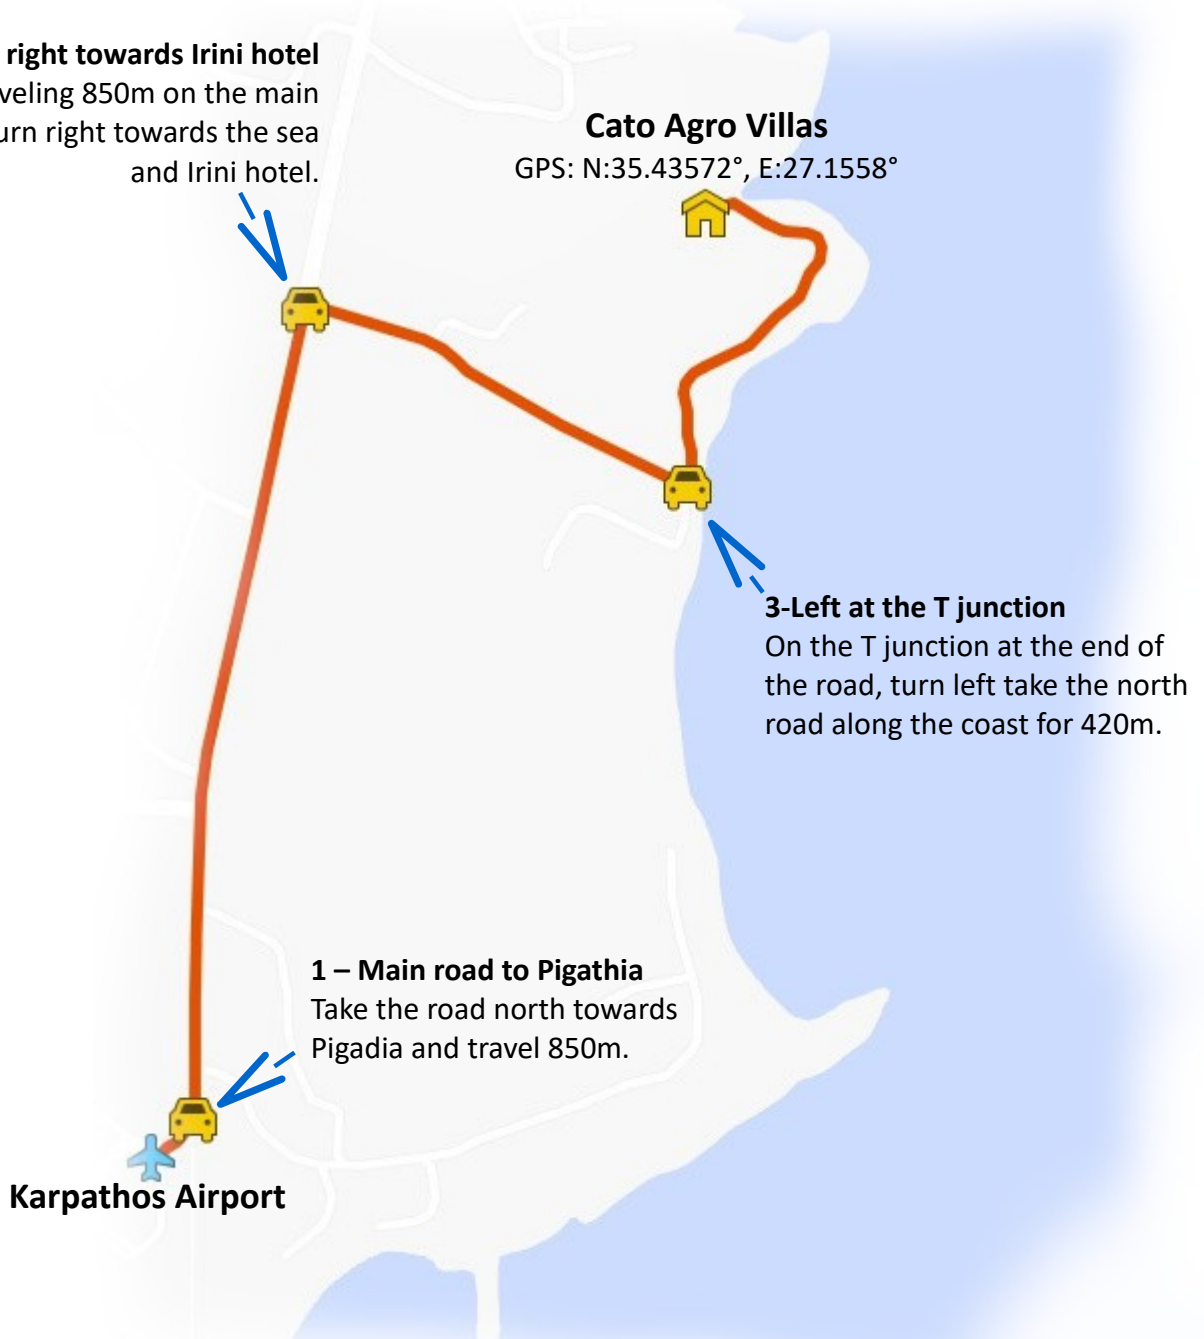 right towards Irini hotel
veling 850m on the main
urn right towards the sea
and Irini hotel.
Cato Agro Villas
GPS: N:35.43572°, E:27.1558°
3-Left at the T junction
On the T junction at the end of
the road, turn left take the north
road along the coast for 420m.
1 – Main road to Pigathia
Take the road north towards
Pigadia and travel 850m.
Karpathos Airport